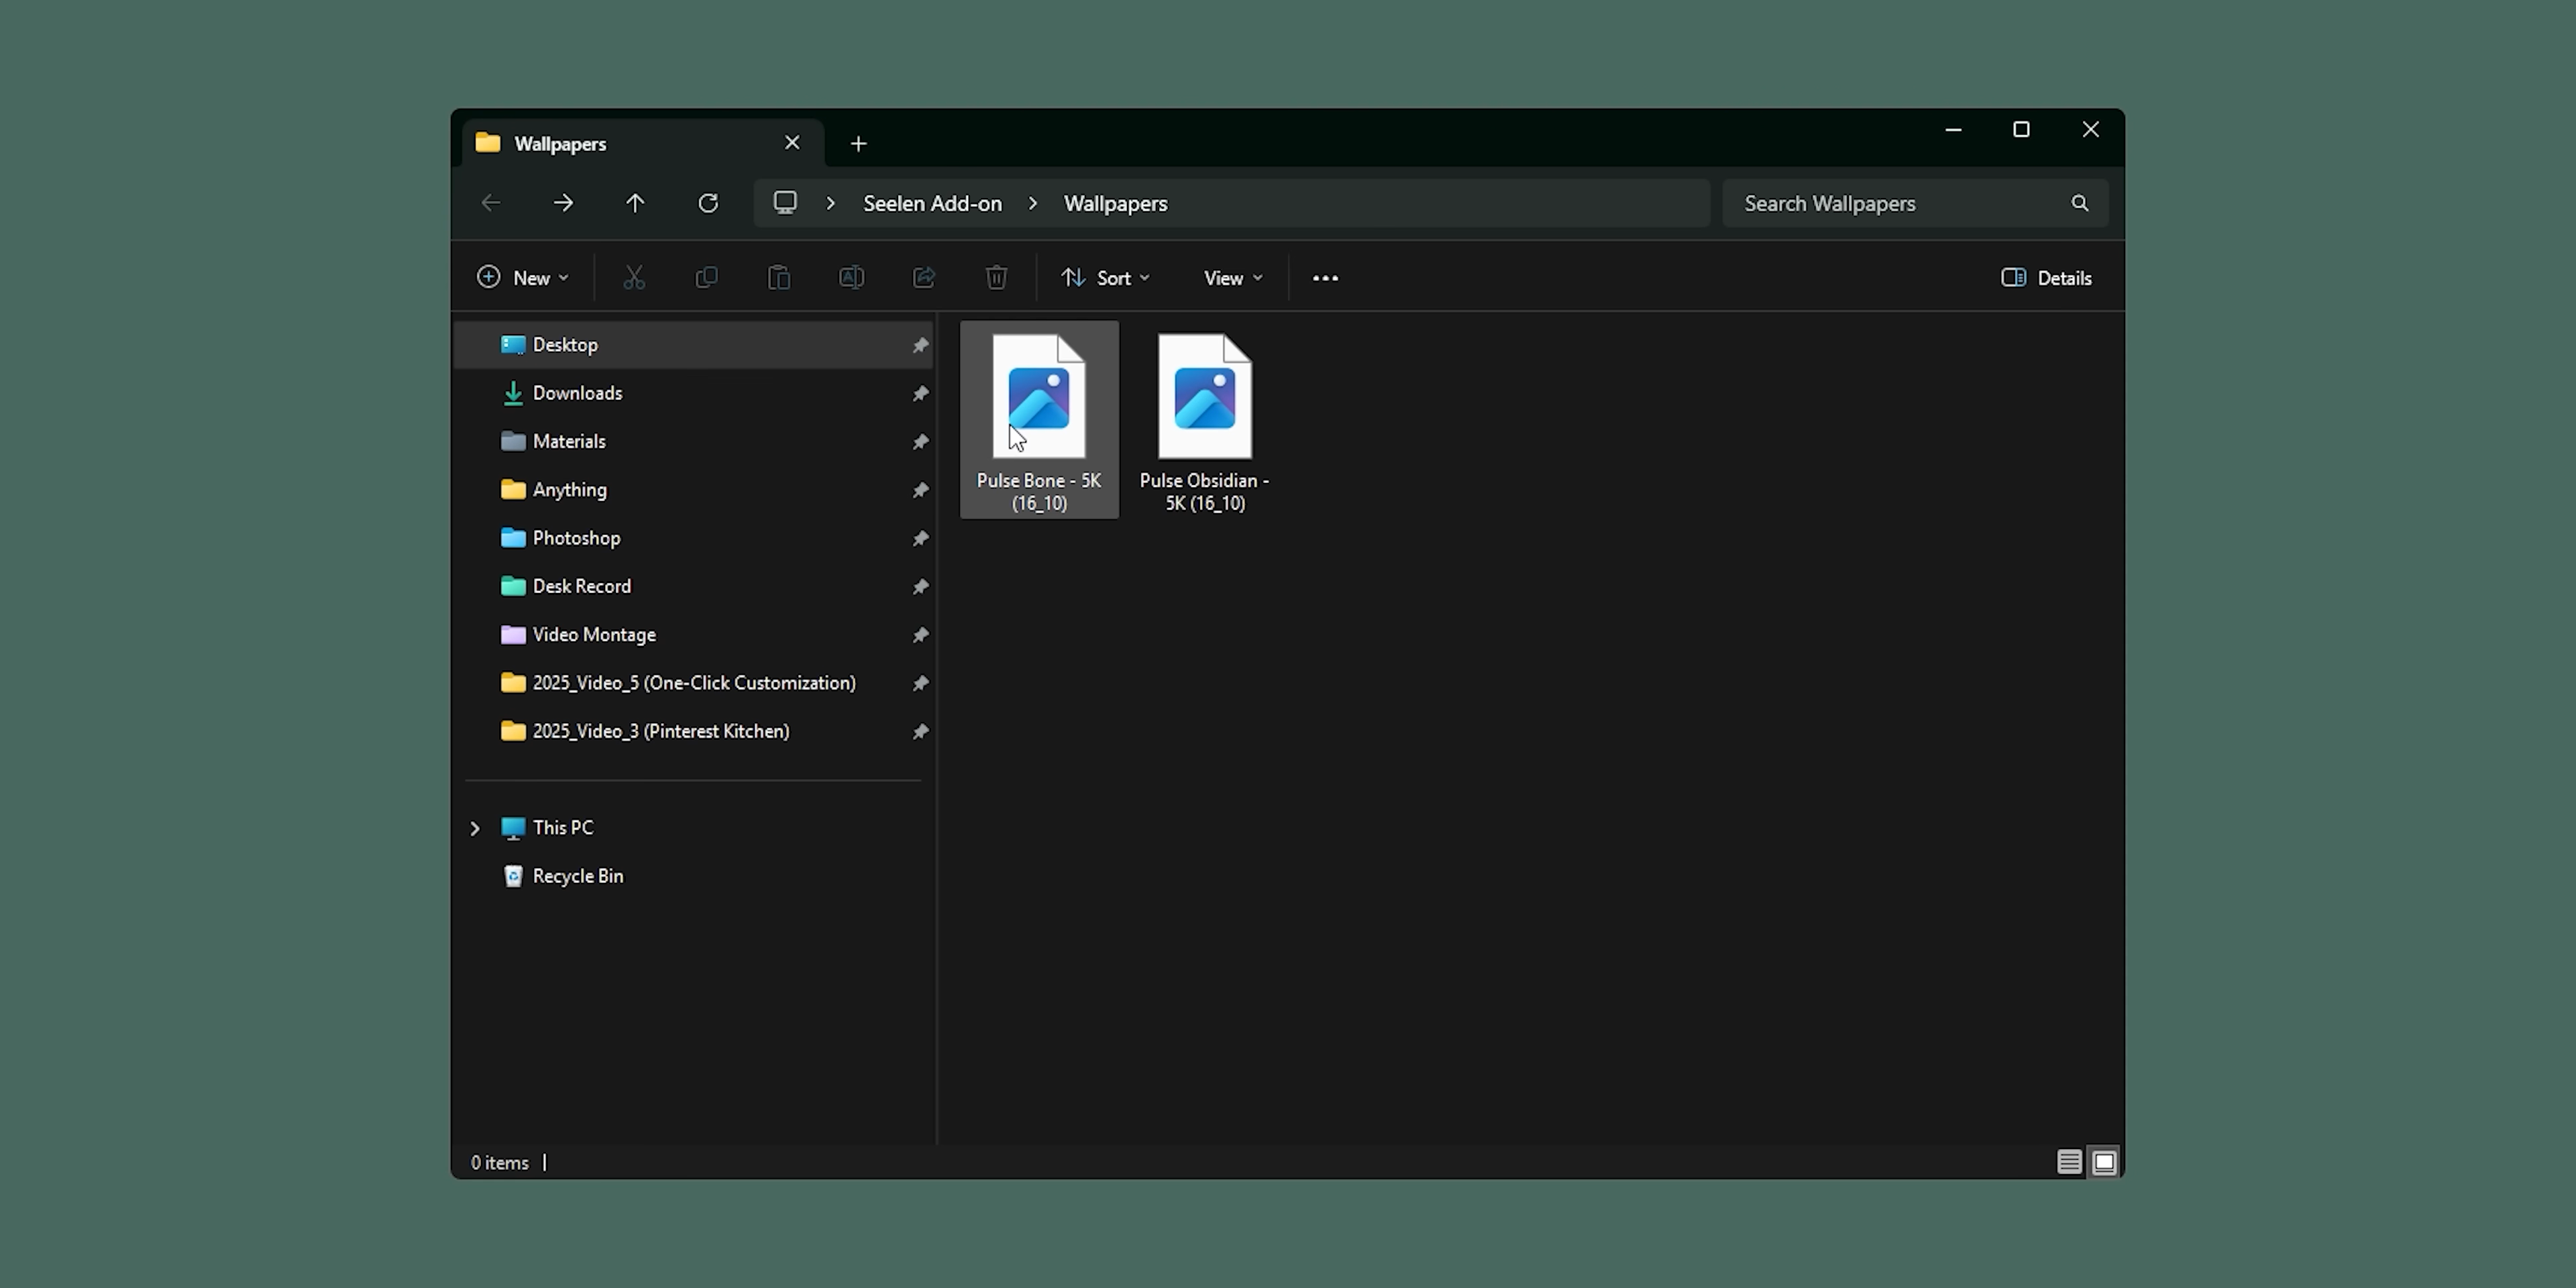 Wallpapers
Seelen Add-on
Wallpapers
Search Wallpapers
New
Sort
View
Details
Desktop
Downloads
Materials
Anything
Photoshop
Desk Record
Video Montage
2025_Video_5 (One-Click Customization)
2025_Video_3 (Pinterest Kitchen)
This PC
Recycle Bin
Pulse Bone - 5K
(16_10)
Pulse Obsidian -
5K (16_10)
0 items